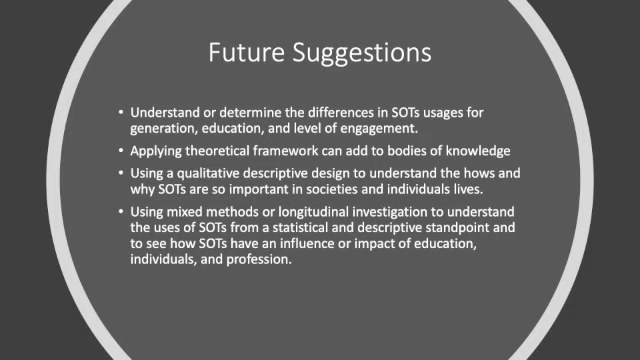 Future Suggestions
• Understand or determine the differences in SOTs usages for
generation, education, and level of engagement.
• Applying theoretical framework can add to bodies of knowledge
• Using a qualitative descriptive design to understand the hows and
why SOTs are so important in societies and individuals lives.
• Using mixed methods or longitudinal investigation to understand
the uses of SOTs from a statistical and descriptive standpoint and
to see how SOTs have an influence or impact of education,
individuals, and profession.